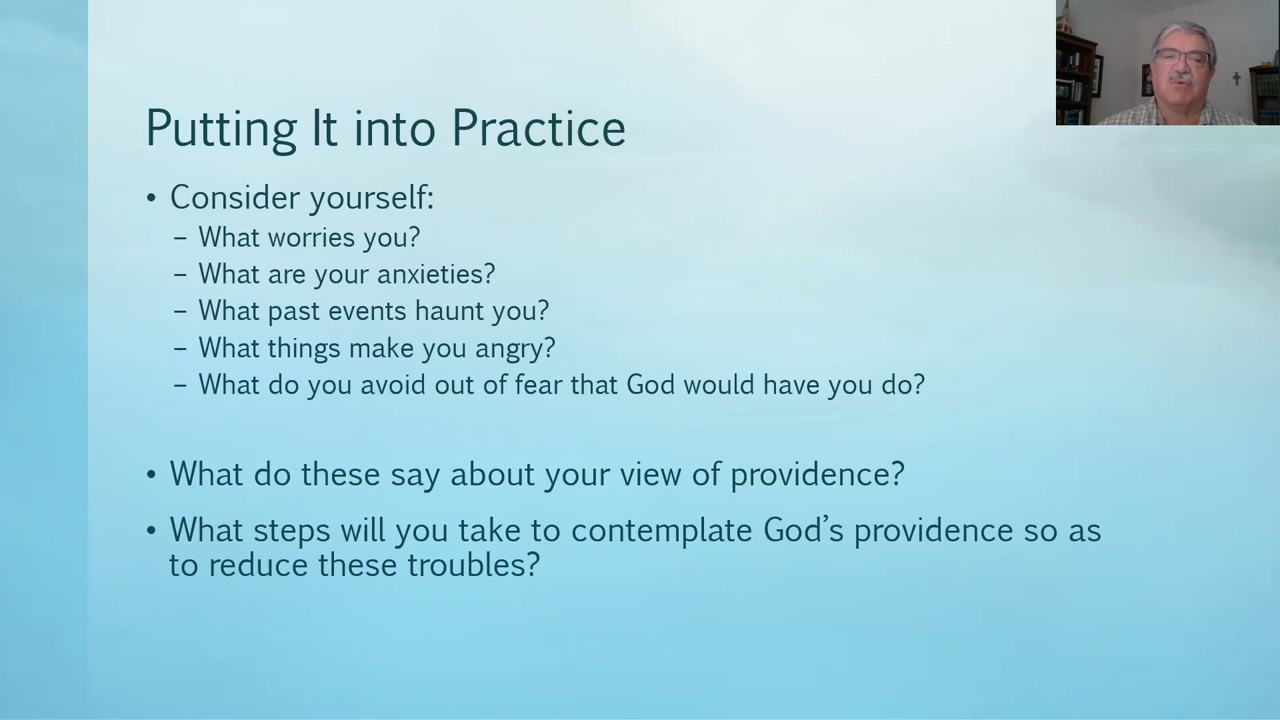 Putting It into Practice
• Consider yourself:
– What worries you?
– What are your anxieties?
– What past events haunt you?
– What things make you angry?
– What do you avoid out of fear that God would have you do?
• What do these say about your view of providence?
• What steps will you take to contemplate God’s providence so as
to reduce these troubles?